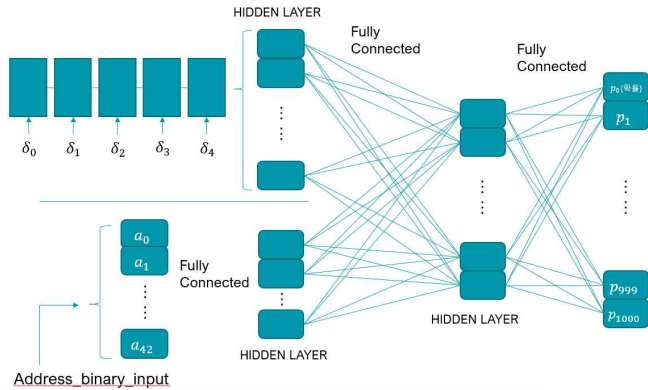 HIDDEN LAYER
Fully
Connected
Fully
Connected
p₀(확률)
p₁
δ₀ δ₁ δ₂ δ₃ δ₄
a₀
a₁
Fully
Connected
a₄₂
p₉₉₉
p₁₀₀₀
HIDDEN LAYER
HIDDEN LAYER
Address_binary_input